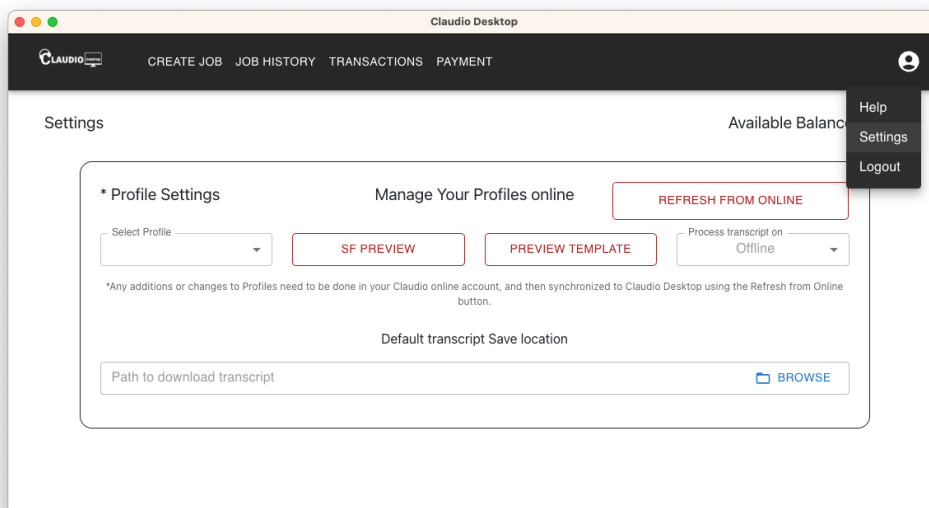 Claudio Desktop
CLAUDIO DESKTOP
CREATE JOB JOB HISTORY TRANSACTIONS PAYMENT
Help
Settings
Logout
Settings
Available Balanc
* Profile Settings
Manage Your Profiles online
REFRESH FROM ONLINE
Select Profile
SF PREVIEW
PREVIEW TEMPLATE
Process transcript on
Offline
*Any additions or changes to Profiles need to be done in your Claudio online account, and then synchronized to Claudio Desktop using the Refresh from Online
button.
Default transcript Save location
Path to download transcript
BROWSE